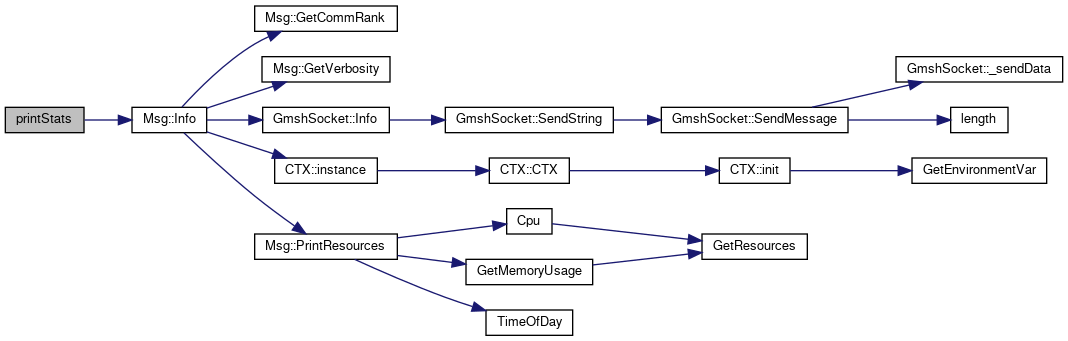 printStats
Msg::Info
Msg::GetCommRank
Msg::GetVerbosity
GmshSocket::Info
GmshSocket::SendString
GmshSocket::SendMessage
GmshSocket::_sendData
length
CTX::instance
CTX::CTX
CTX::init
GetEnvironmentVar
Msg::PrintResources
Cpu
GetMemoryUsage
GetResources
TimeOfDay